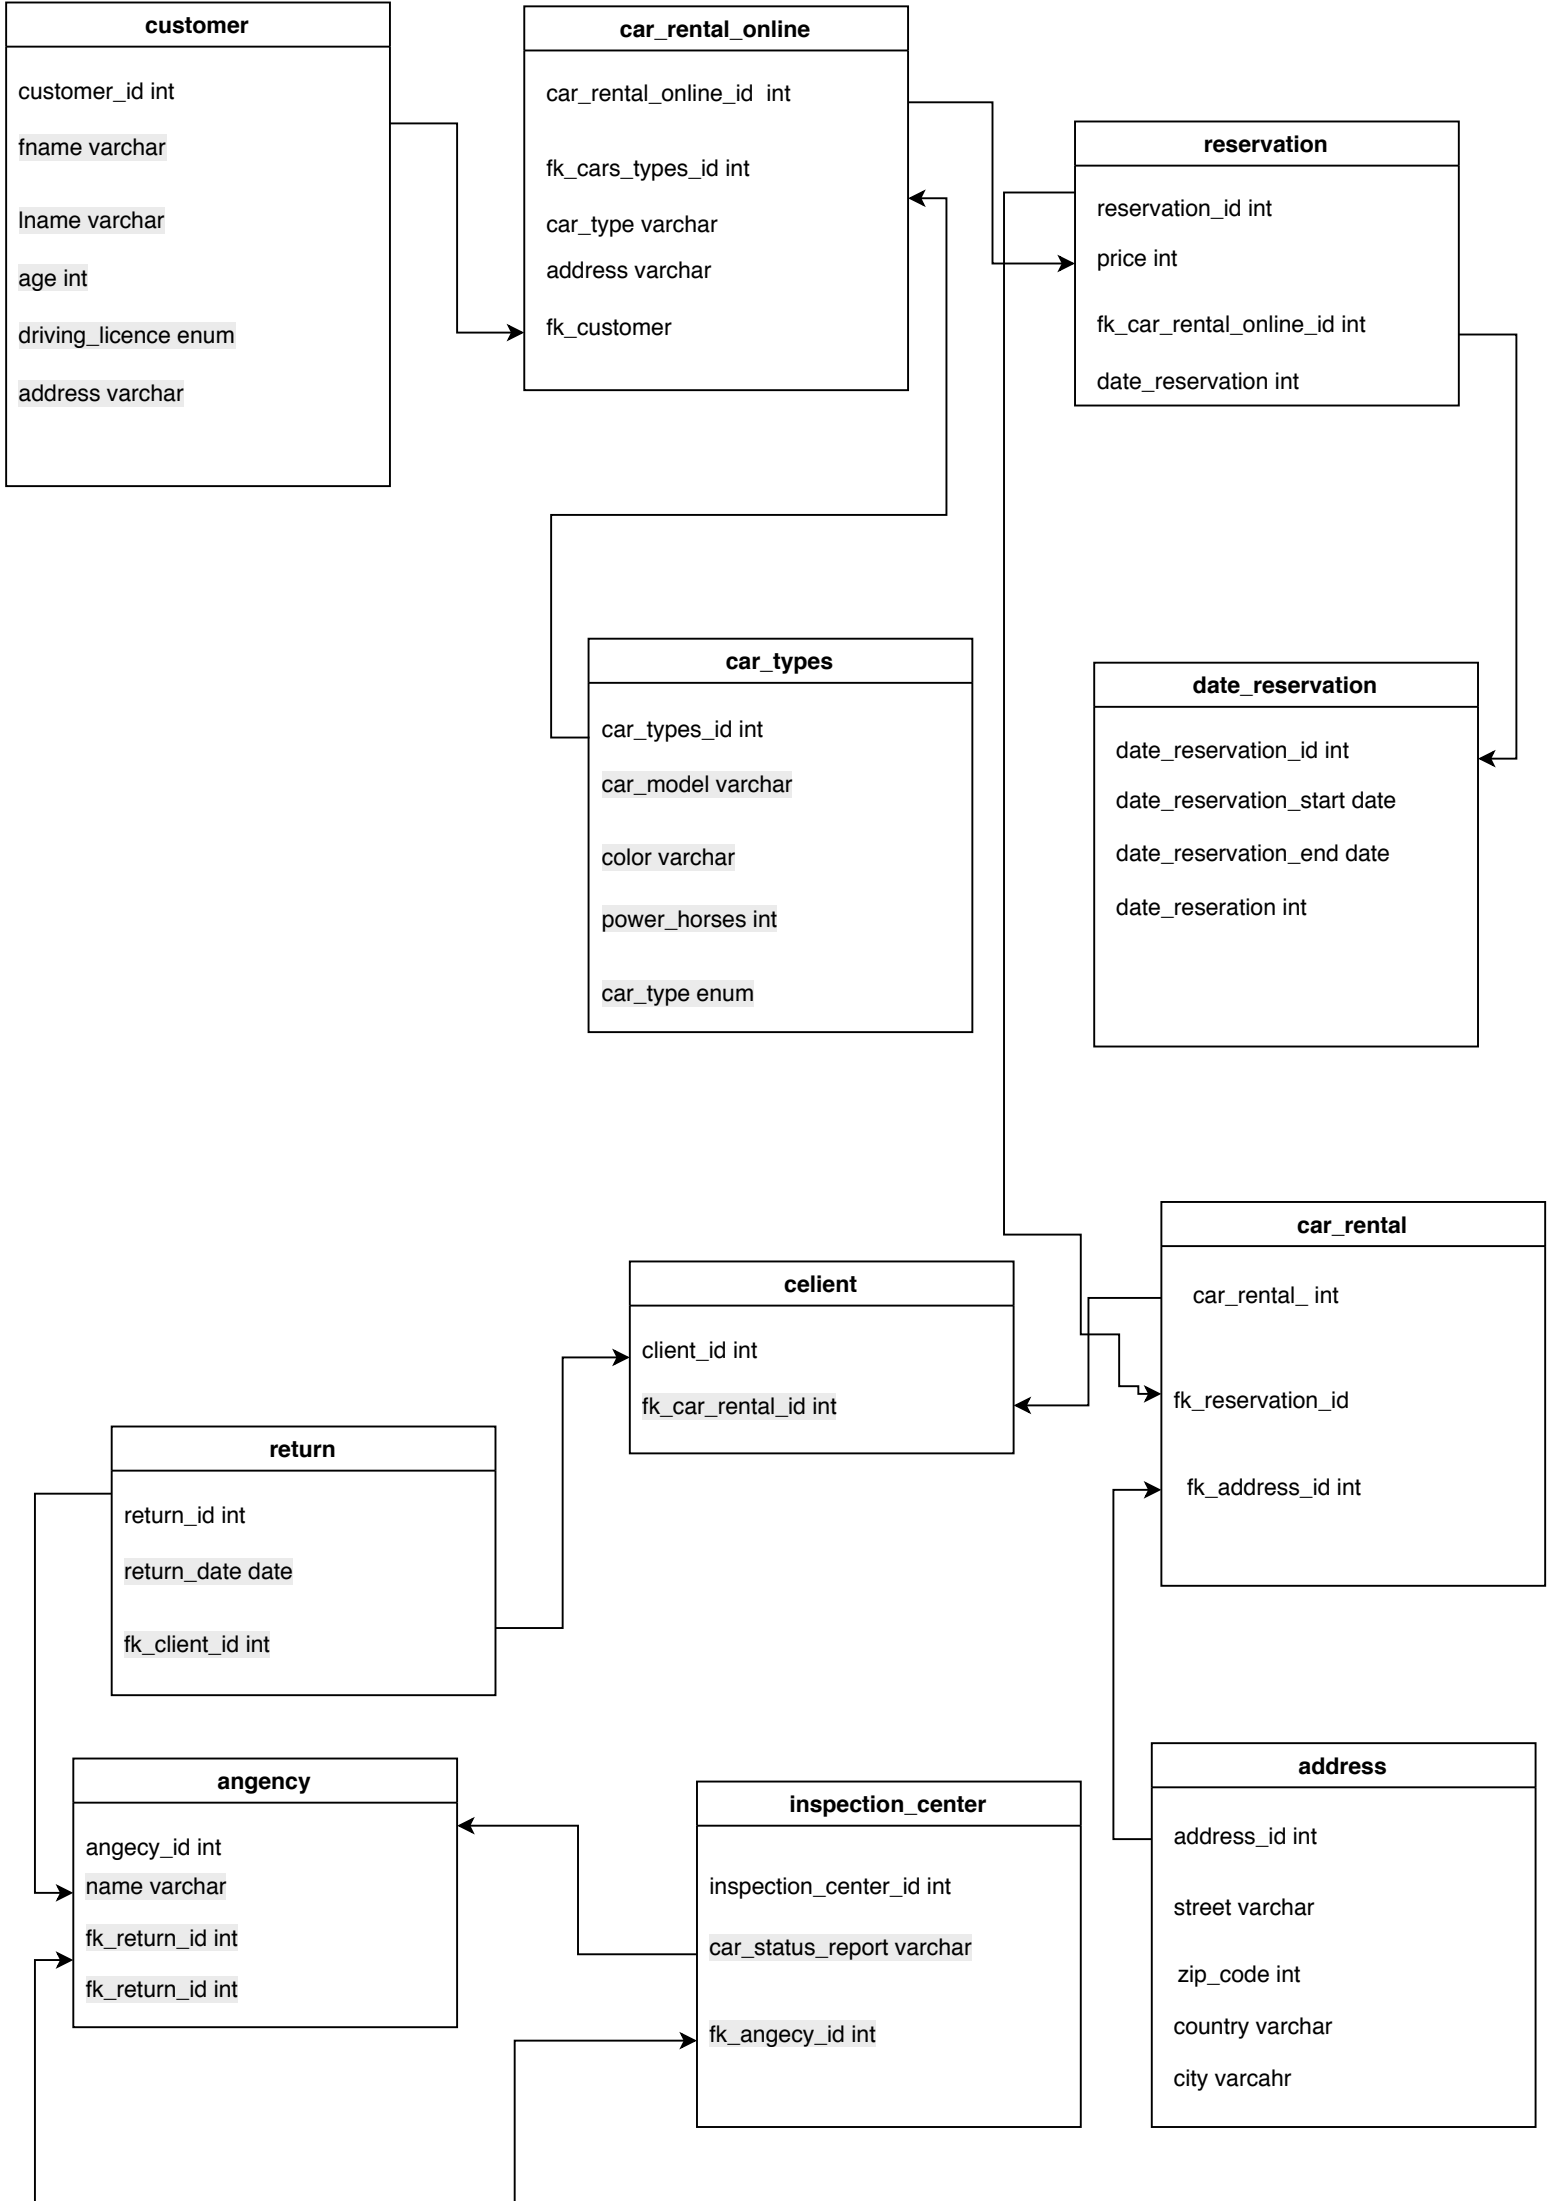 customer
customer_id int
fname varchar
lname varchar
age int
driving_licence enum
address varchar
car_rental_online
car_rental_online_id  int
fk_cars_types_id int
car_type varchar
address varchar
fk_customer
reservation
reservation_id int
price int
fk_car_rental_online_id int
date_reservation int
car_types
car_types_id int
car_model varchar
color varchar
power_horses int
car_type enum
date_reservation
date_reservation_id int
date_reservation_start date
date_reservation_end date
date_reseration int
car_rental
car_rental_ int
fk_reservation_id
fk_address_id int
celient
client_id int
fk_car_rental_id int
return
return_id int
return_date date
fk_client_id int
angency
angecy_id int
name varchar
fk_return_id int
fk_return_id int
inspection_center
inspection_center_id int
car_status_report varchar
fk_angecy_id int
address
address_id int
street varchar
zip_code int
country varchar
city varcahr